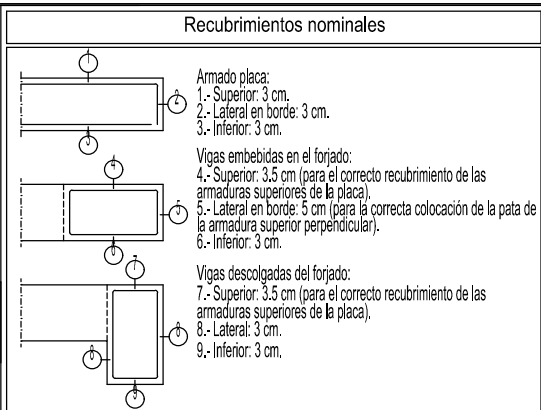 Recubrimientos nominales
Armado placa:
1.- Superior: 3 cm.
2.- Lateral en borde: 3 cm.
3.- Inferior: 3 cm.
Vigas embebidas en el forjado:
4.- Superior: 3.5 cm (para el correcto recubrimiento de las
armaduras superiores de la placa).
5.- Lateral en borde: 5 cm (para la correcta colocación de la pata de
la armadura superior perpendicular).
6.- Inferior: 3 cm.
Vigas descolgadas del forjado:
7.- Superior: 3.5 cm (para el correcto recubrimiento de las
armaduras superiores de la placa).
8.- Lateral: 3 cm.
9.- Inferior: 3 cm.
1
2
3
4
5
6
7
8
8
9